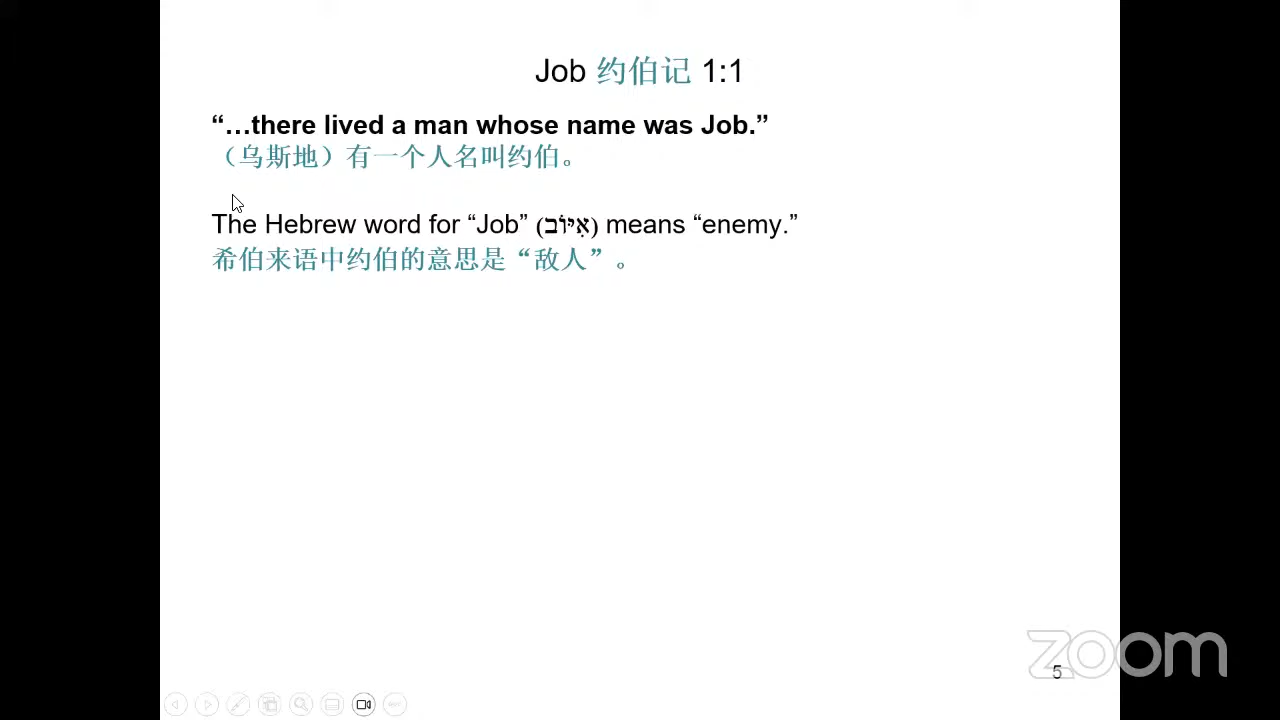 Job 约伯记 1:1
“…there lived a man whose name was Job.”
（乌斯地）有一个人名叫约伯。
The Hebrew word for “Job” (אִיּוֹב) means “enemy.”
希伯来语中约伯的意思是“敌人”。
zoom
5